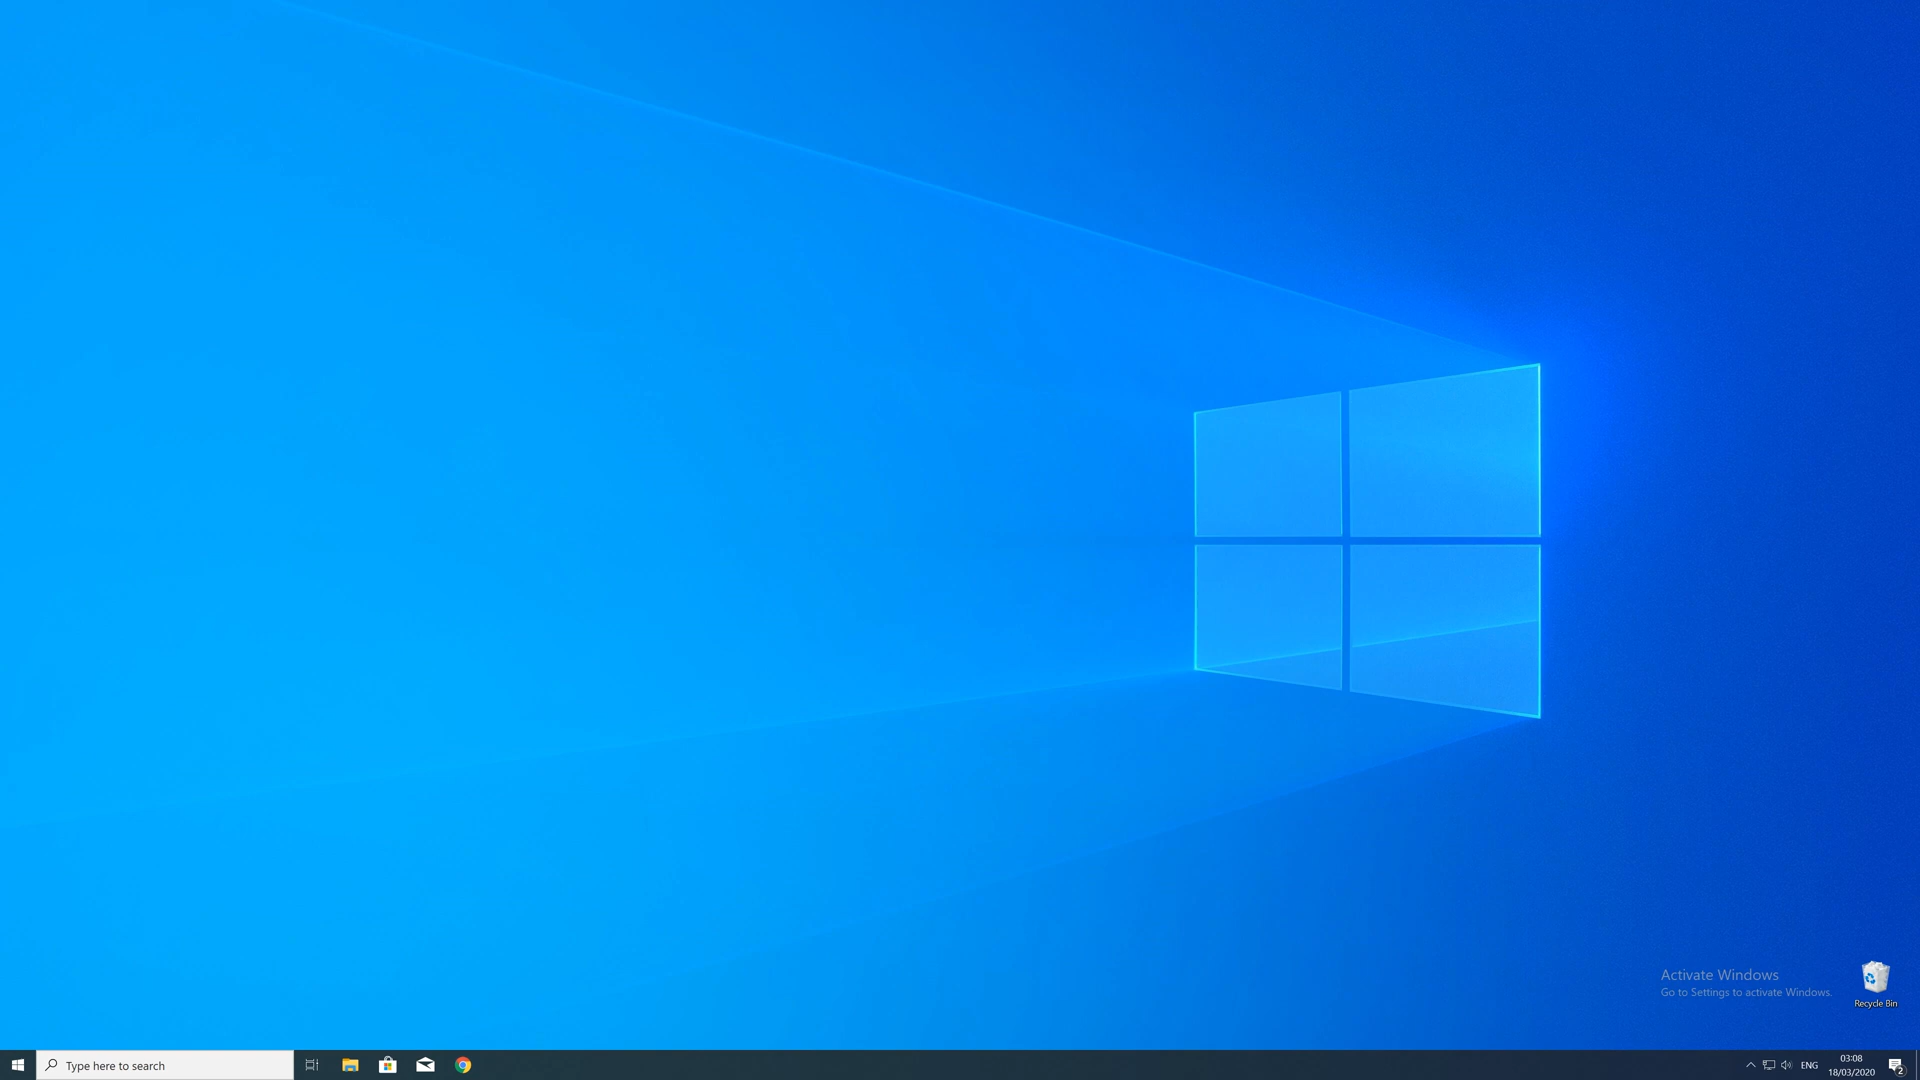 Activate Windows
Go to Settings to activate Windows.
Recycle Bin
Type here to search
ENG
03:08
18/03/2020
2